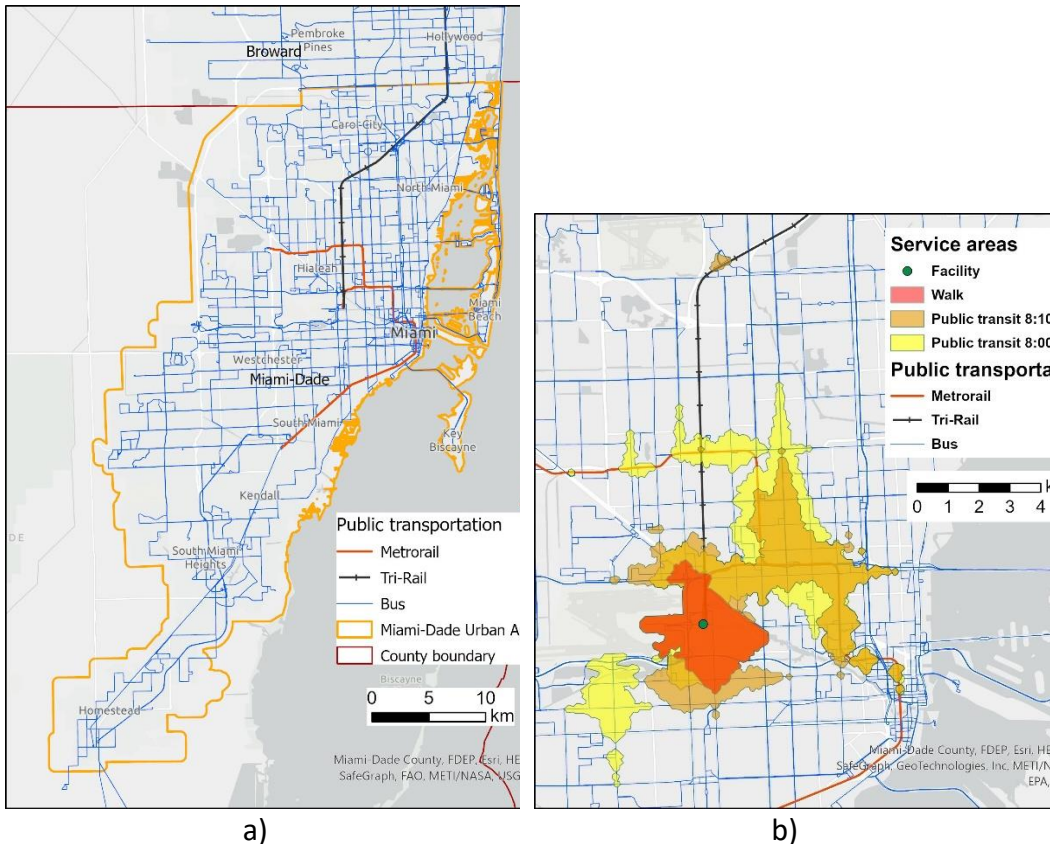 Pembroke
Pines
Hollywood
Broward
Carol City
North Miami
Hialeah
Miami
Beach
Miami
Westchester
Miami-Dade
South Miami
Key
Biscayne
Kendall
South Miami
Heights
Homestead
DE
Biscayne
Public transportation
Metrorail
Tri-Rail
Bus
Miami-Dade Urban A
County boundary
0 5 10
km
Miami-Dade County, FDEP, Esri, HE
SafeGraph, FAO, METI/NASA, USG
a)
Service areas
Facility
Walk
Public transit 8:10
Public transit 8:00
Public transporta
Metrorail
Tri-Rail
Bus
0 1 2 3 4 k
Miami-Dade County, FDEP, Esri, HE
SafeGraph, GeoTechnologies, Inc, METI/N
EPA,
b)